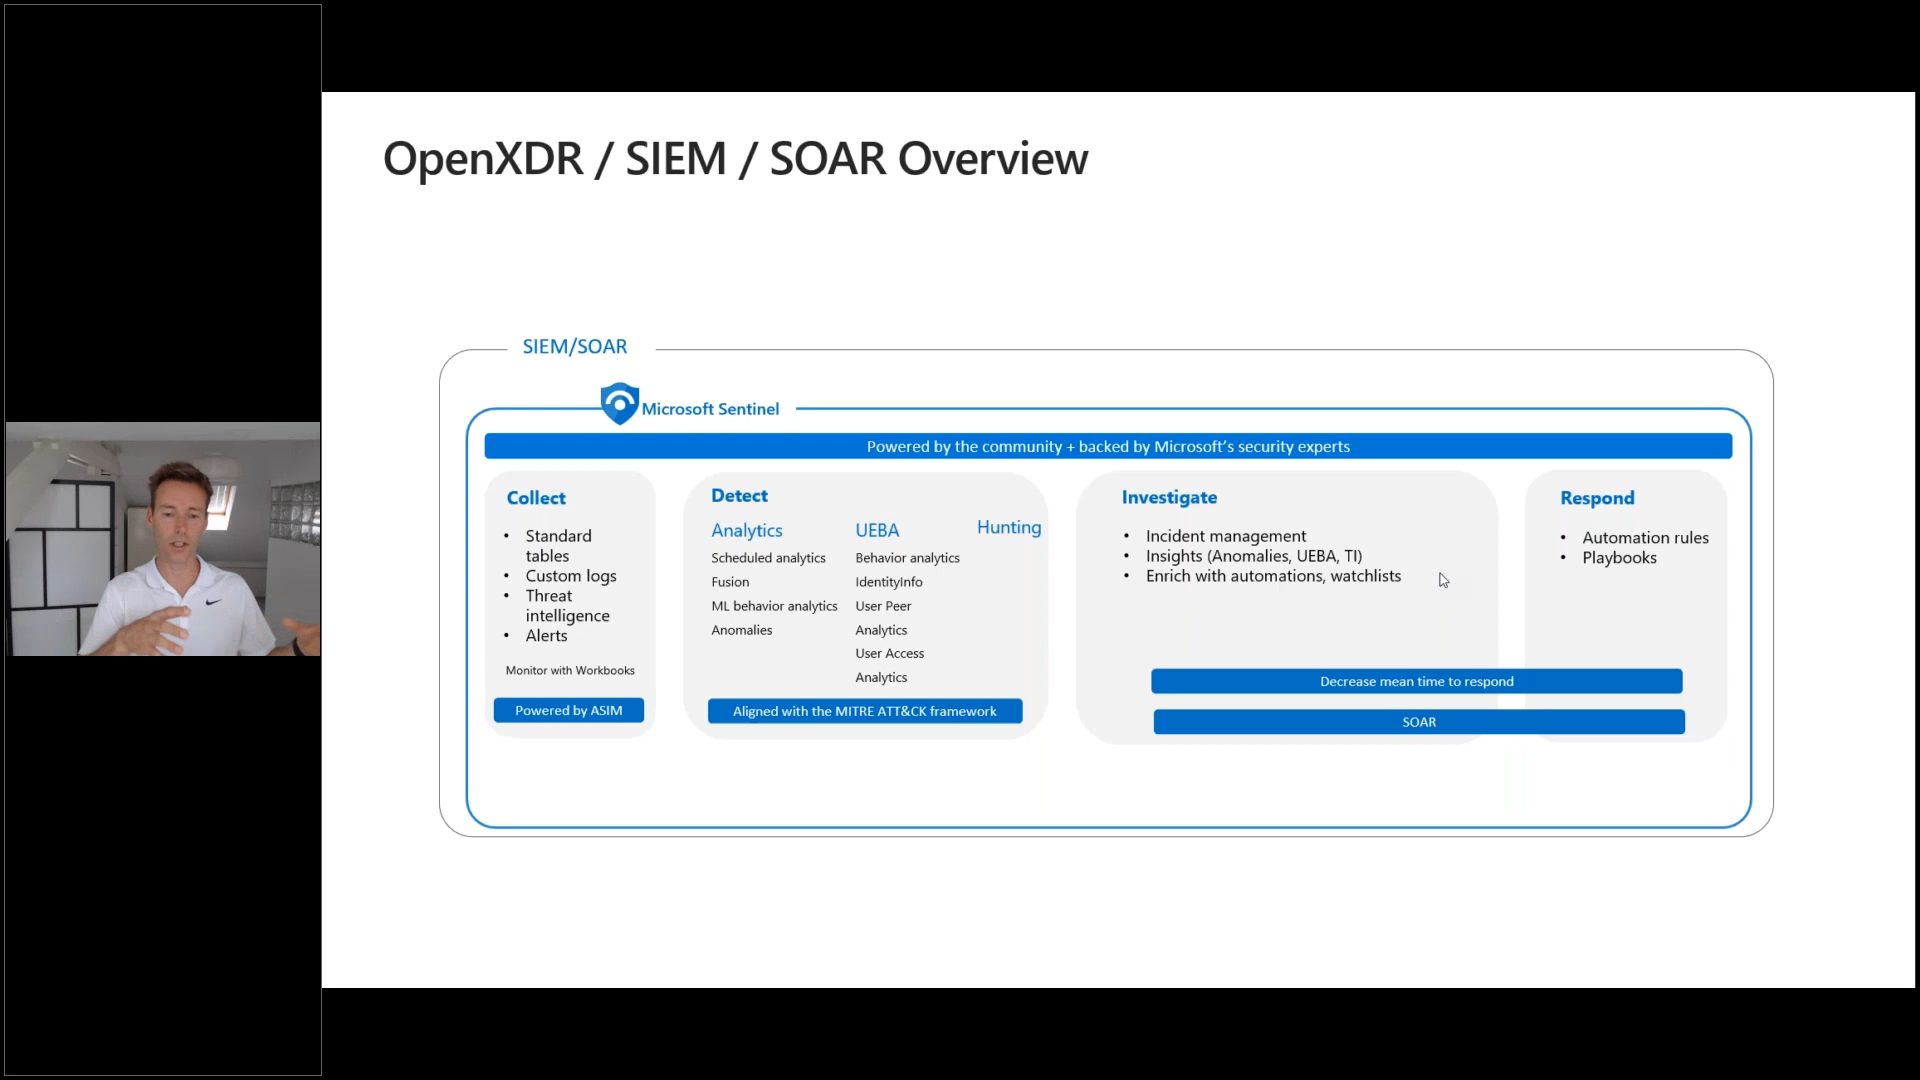 OpenXDR / SIEM / SOAR Overview
SIEM/SOAR
Microsoft Sentinel
Powered by the community + backed by Microsoft's security experts
Collect
• Standard
tables
• Custom logs
• Threat
intelligence
• Alerts
Monitor with Workbooks
Powered by ASIM
Detect
Analytics
Scheduled analytics
Fusion
ML behavior analytics
Anomalies
UEBA
Behavior analytics
IdentityInfo
User Peer
Analytics
User Access
Analytics
Hunting
Aligned with the MITRE ATT&CK framework
Investigate
• Incident management
• Insights (Anomalies, UEBA, TI)
• Enrich with automations, watchlists
Respond
• Automation rules
• Playbooks
Decrease mean time to respond
SOAR